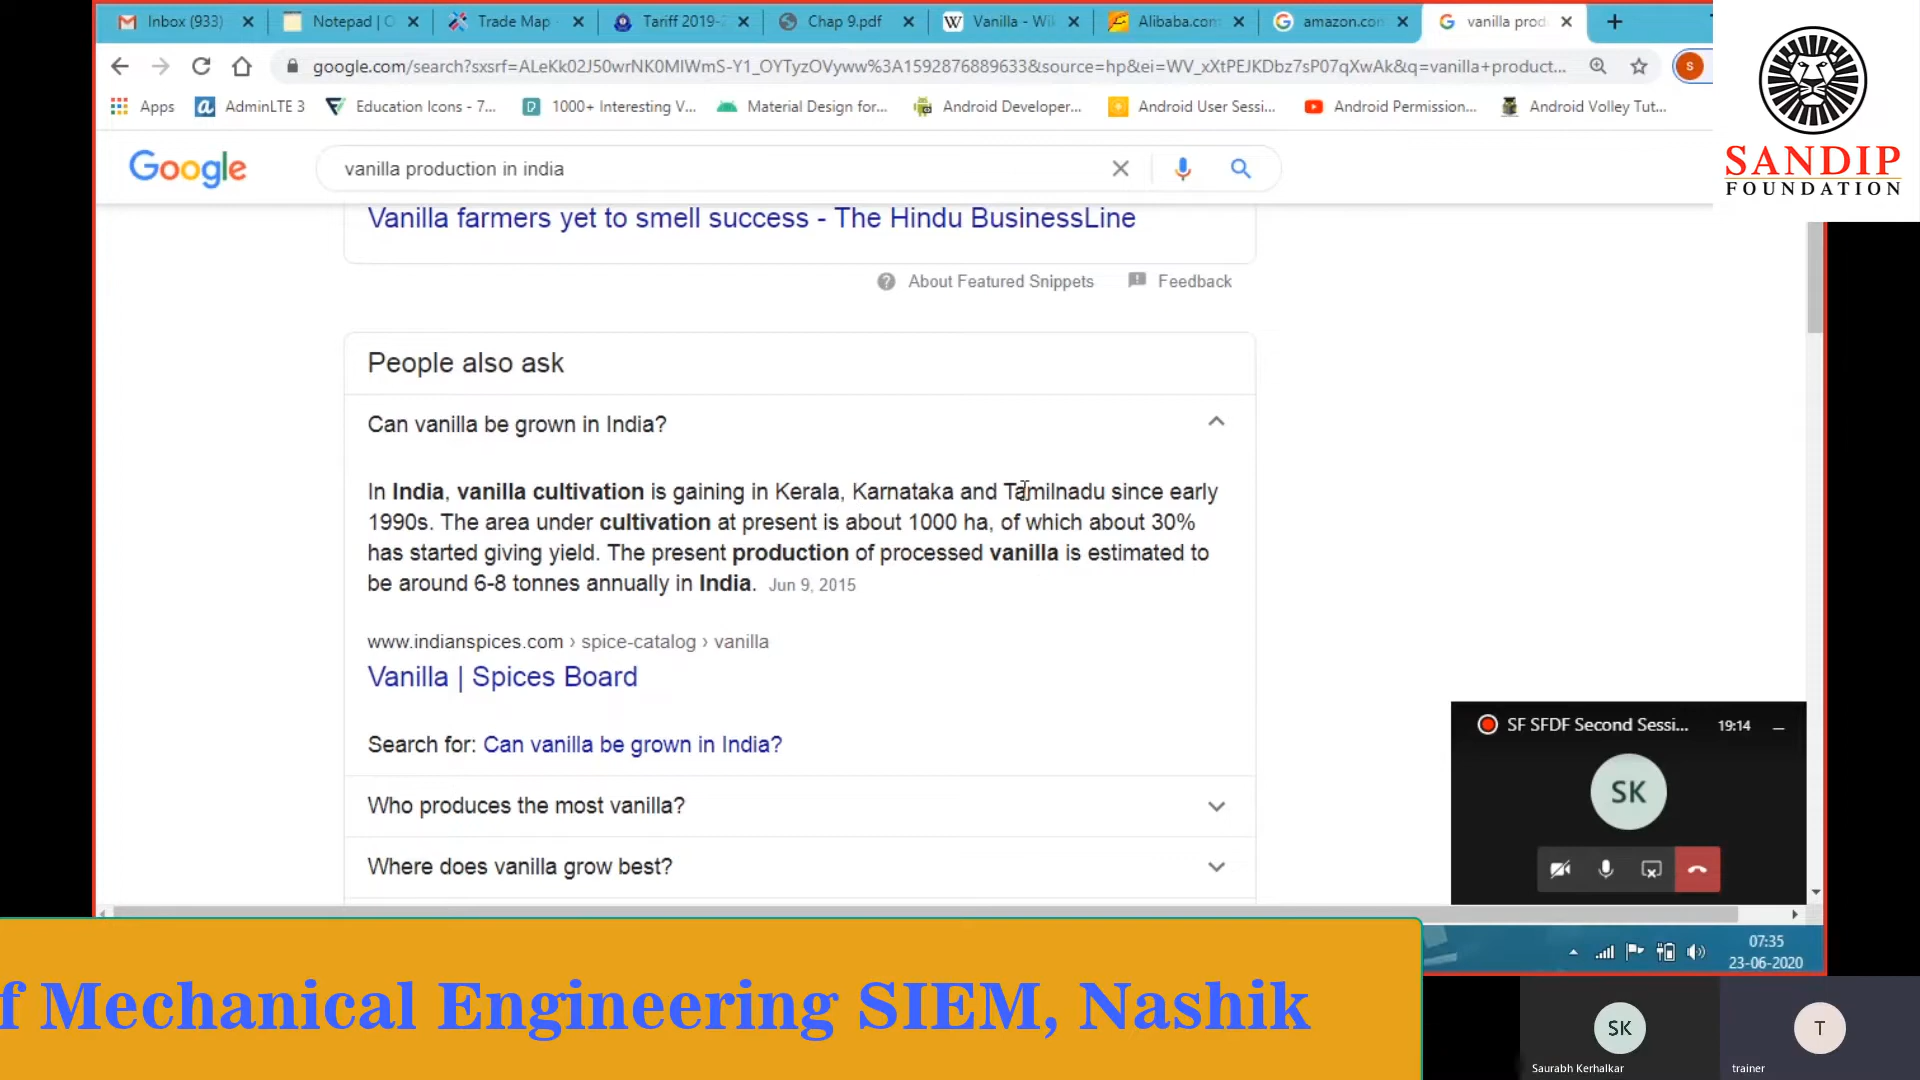 Inbox (933)
Notepad | O
Trade Map
Tariff 2019-
Chap 9.pdf
Vanilla - Wi
Alibaba.com
amazon.con
vanilla prod
google.com/search?sxsrf=ALeKk02J50wrNK0MIWmS-Y1_OYTyzOVyww%3A1592876889633&source=hp&ei=WV_xXtPEJKDbz7sP07qXwAk&q=vanilla+product...
Apps
AdminLTE 3
Education Icons - 7...
1000+ Interesting V...
Material Design for...
Android Developer...
Android User Sessi...
Android Permission...
Android Volley Tut...
SANDIP
FOUNDATION
Google
vanilla production in india
Vanilla farmers yet to smell success - The Hindu BusinessLine
About Featured Snippets
Feedback
People also ask
Can vanilla be grown in India?
In India, vanilla cultivation is gaining in Kerala, Karnataka and Tamilnadu since early
1990s. The area under cultivation at present is about 1000 ha, of which about 30%
has started giving yield. The present production of processed vanilla is estimated to
be around 6-8 tonnes annually in India. Jun 9, 2015
www.indianspices.com › spice-catalog › vanilla
Vanilla | Spices Board
Search for: Can vanilla be grown in India?
Who produces the most vanilla?
Where does vanilla grow best?
SF SFDF Second Sessi...
19:14
SK
07:35
23-06-2020
f Mechanical Engineering SIEM, Nashik
SK
T
Saurabh Kerhalkar
trainer